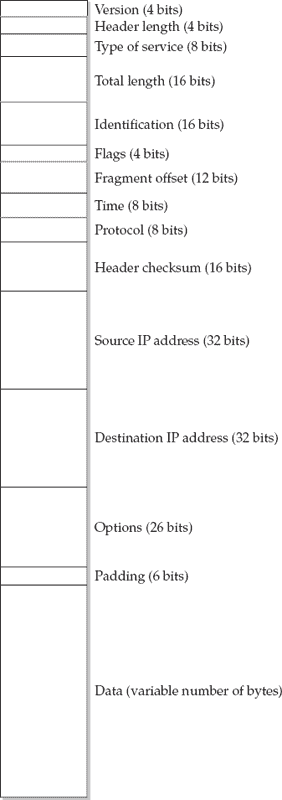 Version (4 bits)
Header length (4 bits)
Type of service (8 bits)
Total length (16 bits)
Identification (16 bits)
Flags (4 bits)
Fragment offset (12 bits)
Time (8 bits)
Protocol (8 bits)
Header checksum (16 bits)
Source IP address (32 bits)
Destination IP address (32 bits)
Options (26 bits)
Padding (6 bits)
Data (variable number of bytes)